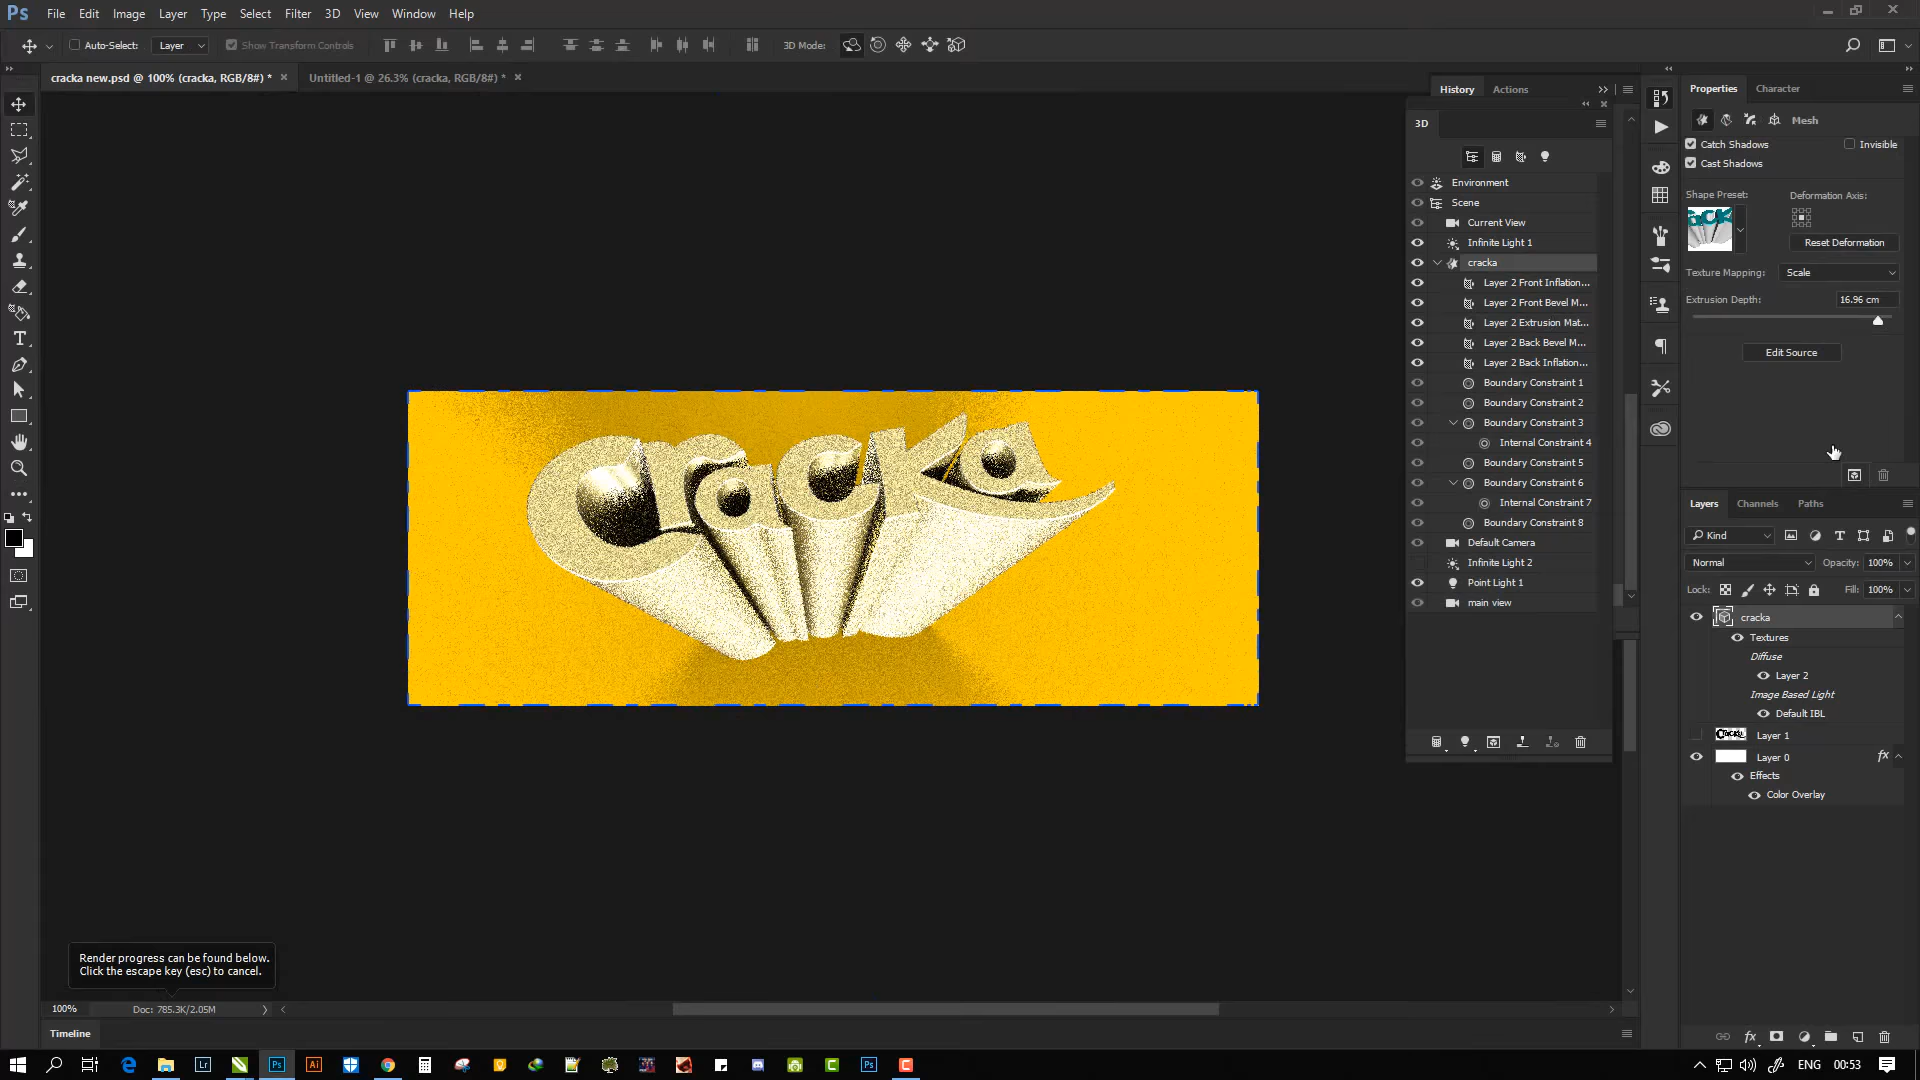 Ps File Edit Image Layer Type Select Filter 3D View Window Help
Auto-Select: Layer Show Transform Controls 3D Mode:
cracka new.psd @ 100% (cracka, RGB/8#) * × Untitled-1 @ 26.3% (cracka, RGB/8#) * ×
History Actions
3D
Environment
Scene
Current View
Infinite Light 1
cracka
Layer 2 Front Inflation...
Layer 2 Front Bevel M...
Layer 2 Extrusion Mat...
Layer 2 Back Bevel M...
Layer 2 Back Inflation...
Boundary Constraint 1
Boundary Constraint 2
Boundary Constraint 3
Internal Constraint 4
Boundary Constraint 5
Boundary Constraint 6
Internal Constraint 7
Boundary Constraint 8
Default Camera
Infinite Light 2
Point Light 1
main view
Properties Character
Mesh
Catch Shadows Invisible
Cast Shadows
Shape Preset: Deformation Axis:
Reset Deformation
Texture Mapping: Scale
Extrusion Depth: 16.96 cm
Edit Source
Layers Channels Paths
Kind
Normal Opacity: 100%
Lock: Fill: 100%
cracka
Textures
Diffuse
Layer 2
Image Based Light
Default IBL
Layer 1
Layer 0 fx
Effects
Color Overlay
Cracka
Render progress can be found below.
Click the escape key (esc) to cancel.
100% Doc: 785.3K/2.05M
Timeline
fx
Lr Ps Ai Ps
ENG 00:53